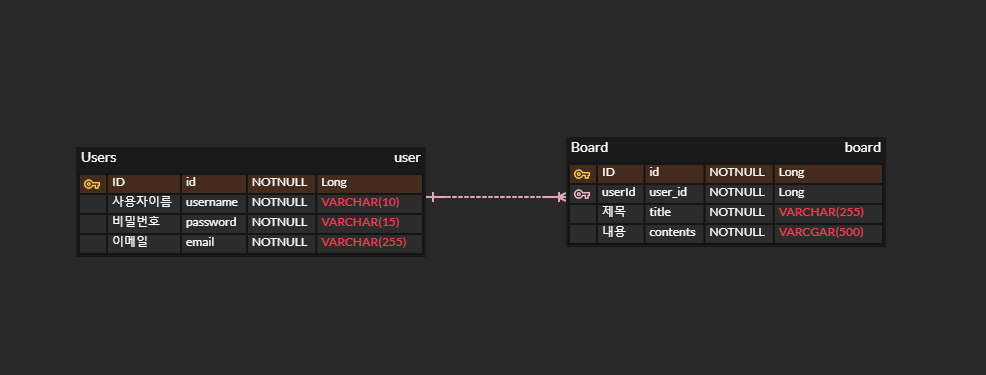 Users user
ID id NOTNULL Long
사용자이름 username NOTNULL VARCHAR(10)
비밀번호 password NOTNULL VARCHAR(15)
이메일 email NOTNULL VARCHAR(255)
Board board
ID id NOTNULL Long
userId user_id NOTNULL Long
제목 title NOTNULL VARCHAR(255)
내용 contents NOTNULL VARCGAR(500)